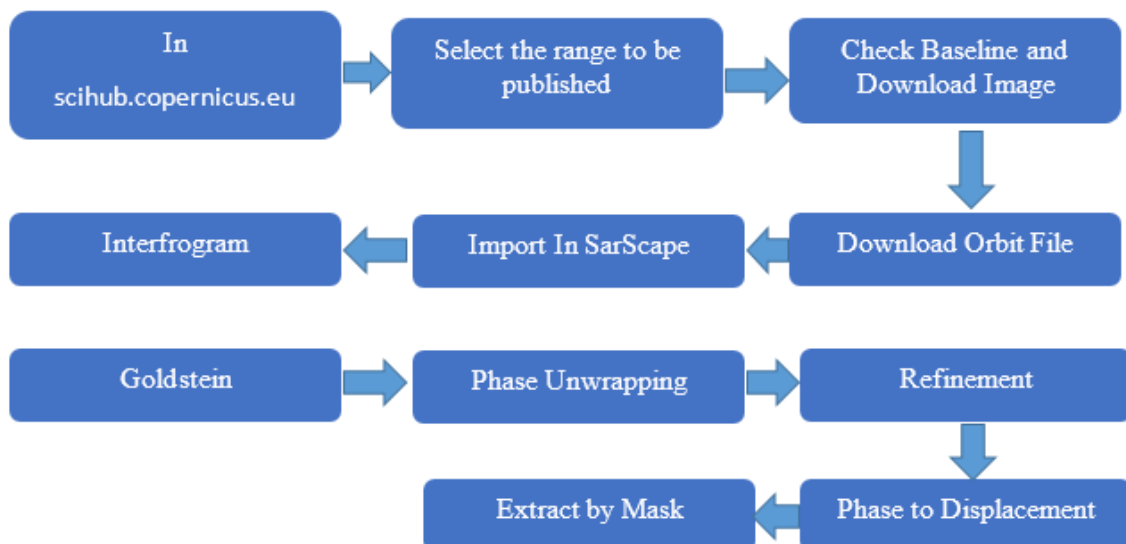 In
scihub.copernicus.eu
Select the range to be
published
Check Baseline and
Download Image
Download Orbit File
Import In SarScape
Interfrogram
Goldstein
Phase Unwrapping
Refinement
Phase to Displacement
Extract by Mask